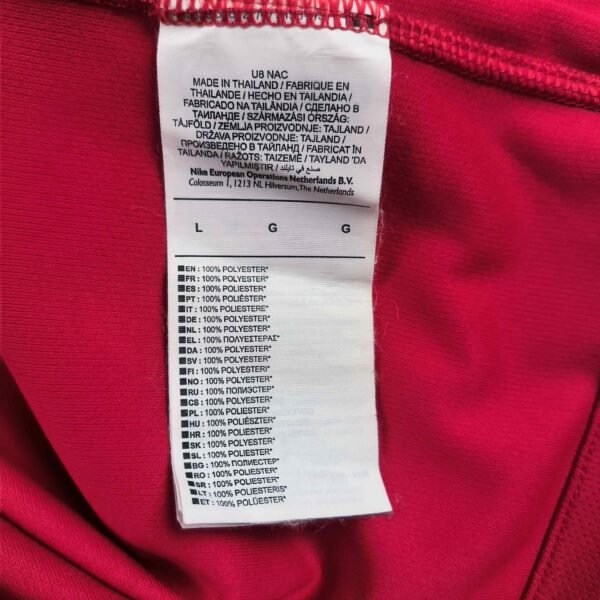 U8 NAC
MADE IN THAILAND / FABRIQUE EN
THAILANDE / HECHO EN TAILANDIA /
FABRICADO NA TAILÂNDIA / СДЕЛАНО В
ТАИЛАНДЕ / SZÁRMAZÁSI ORSZÁG:
TÁJFÖLD / ZEMLJA PROIZVODNJE: TAJLAND /
DRŽAVA PROIZVODNJE: TAJLAND /
ПРОИЗВЕДЕНО В ТАЙЛАНД / FABRICAT ÎN
TAILANDA / RAŽOTS: TAIZEMĒ / TAYLAND 'DA
YAPILMIŞTIR / صنع في تايلند
Nike European Operations Netherlands B.V.
Colosseum 1, 1213 NL Hilversum, The Netherlands
L G G
EN : 100% POLYESTER*
FR : 100% POLYESTER*
ES : 100% POLIÉSTER*
PT : 100% POLIÉSTER*
IT : 100% POLIESTERE*
DE : 100% POLYESTER*
NL : 100% POLYESTER*
EL : 100% ΠΟΛΥΕΣΤΕΡΑΣ*
DA : 100% POLYESTER*
SV : 100% POLYESTER*
FI : 100% POLYESTERI*
NO : 100% POLYESTER*
RU : 100% ПОЛИЭСТЕР*
CS : 100% POLYESTER*
PL : 100% POLIESTER*
HU : 100% POLIÉSZTER*
HR : 100% POLIESTER*
SK : 100% POLYESTER*
SL : 100% POLIESTER*
BG : 100% ПОЛИЕСТЕР*
RO : 100% POLIESTER*
SR : 100% POLIESTER*
LT : 100% POLIESTERIS*
ET : 100% POLÜESTER*